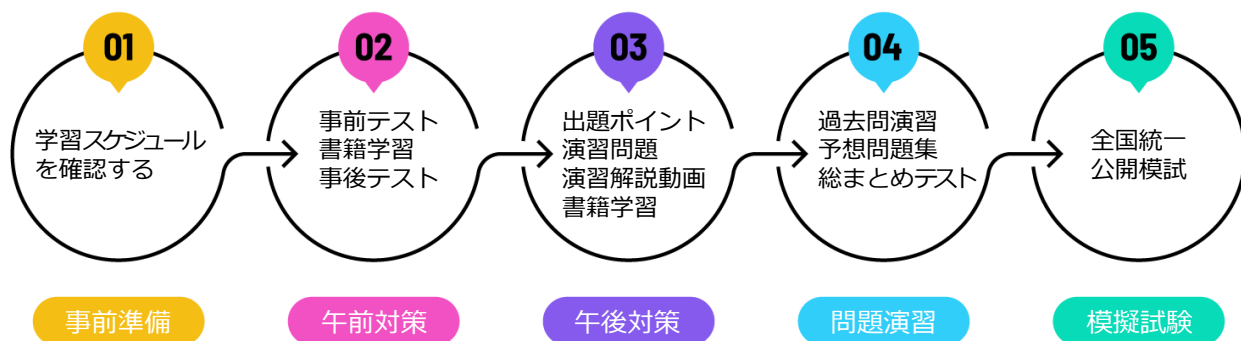 01
学習スケジュール
を確認する
事前準備
02
事前テスト
書籍学習
事後テスト
午前対策
03
出題ポイント
演習問題
演習解説動画
書籍学習
午後対策
04
過去問演習
予想問題集
総まとめテスト
問題演習
05
全国統一
公開模試
模擬試験